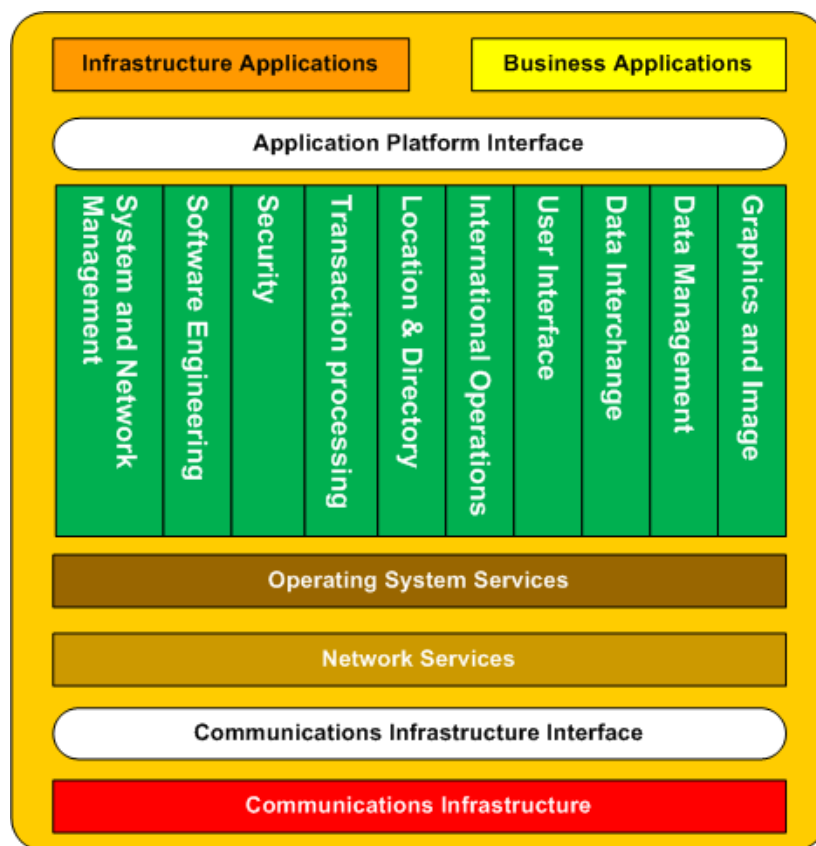 Infrastructure Applications
Business Applications
Application Platform Interface
System and Network
Management
Software Engineering
Security
Transaction processing
Location & Directory
International Operations
User Interface
Data Interchange
Data Management
Graphics and Image
Operating System Services
Network Services
Communications Infrastructure Interface
Communications Infrastructure